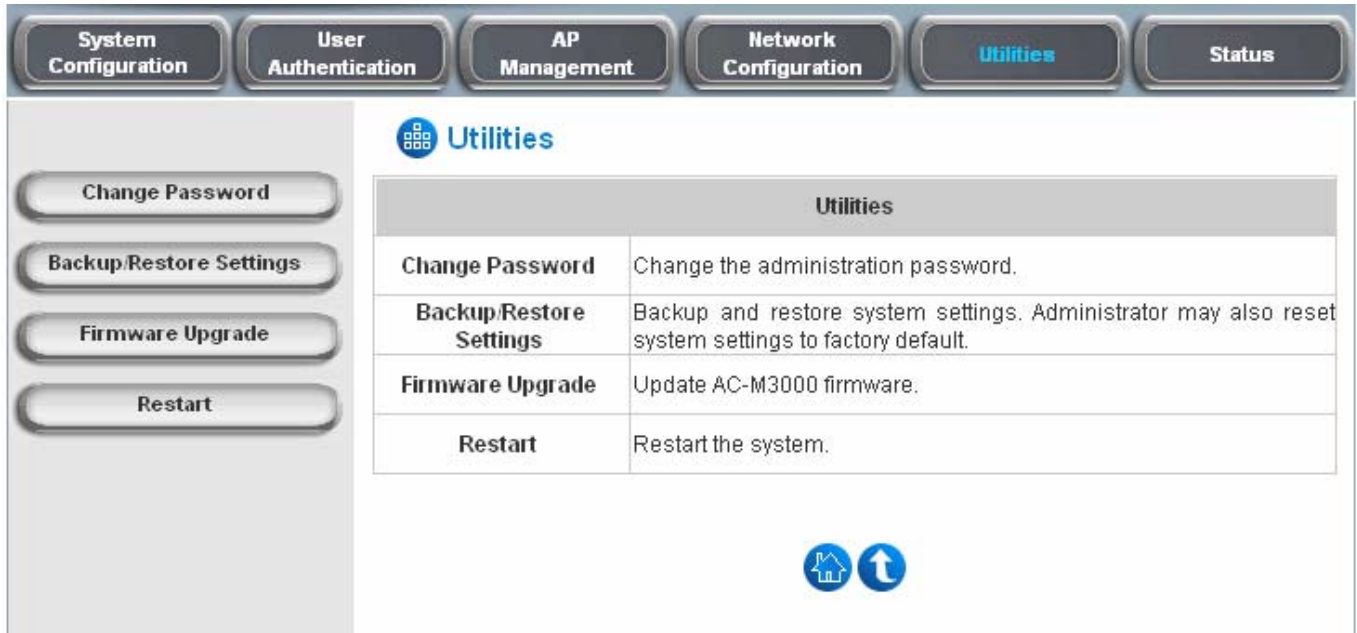 System
Configuration
User
Authentication
AP
Management
Network
Configuration
Utilities
Status
Change Password
Backup/Restore Settings
Firmware Upgrade
Restart
Utilities
Utilities
Change Password
Change the administration password.
Backup/Restore
Settings
Backup and restore system settings. Administrator may also reset
system settings to factory default.
Firmware Upgrade
Update AC-M3000 firmware.
Restart
Restart the system.